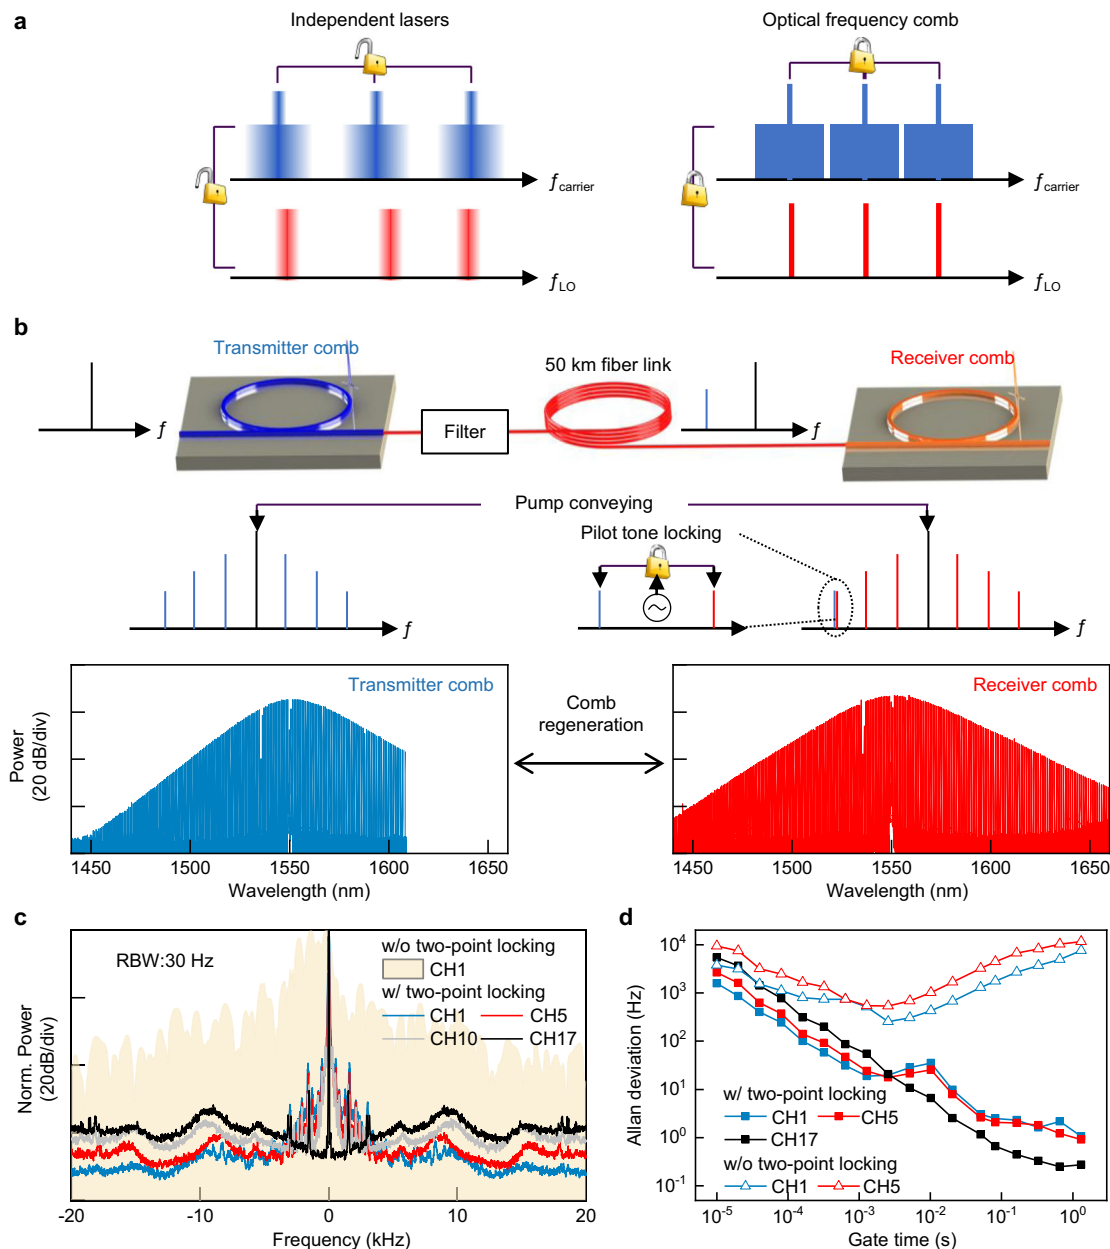 a
Independent lasers
Optical frequency comb
ƒcarrier
ƒcarrier
ƒLO
ƒLO
b
Transmitter comb
50 km fiber link
Receiver comb
ƒ
Filter
ƒ
Pump conveying
Pilot tone locking
ƒ
ƒ
Transmitter comb
Receiver comb
Comb
regeneration
Power
(20 dB/div)
1450 1500 1550 1600 1650
1450 1500 1550 1600 1650
Wavelength (nm)
Wavelength (nm)
c
RBW:30 Hz
w/o two-point locking
CH1
w/ two-point locking
CH1 CH5
CH10 CH17
Norm. Power
(20dB/div)
-20 -10 0 10 20
Frequency (kHz)
d
Allan deviation (Hz)
10^4
10^3
10^2
10^1
10^0
10^-1
w/ two-point locking
CH1 CH5
CH17
w/o two-point locking
CH1 CH5
10^-5 10^-4 10^-3 10^-2 10^-1 10^0
Gate time (s)